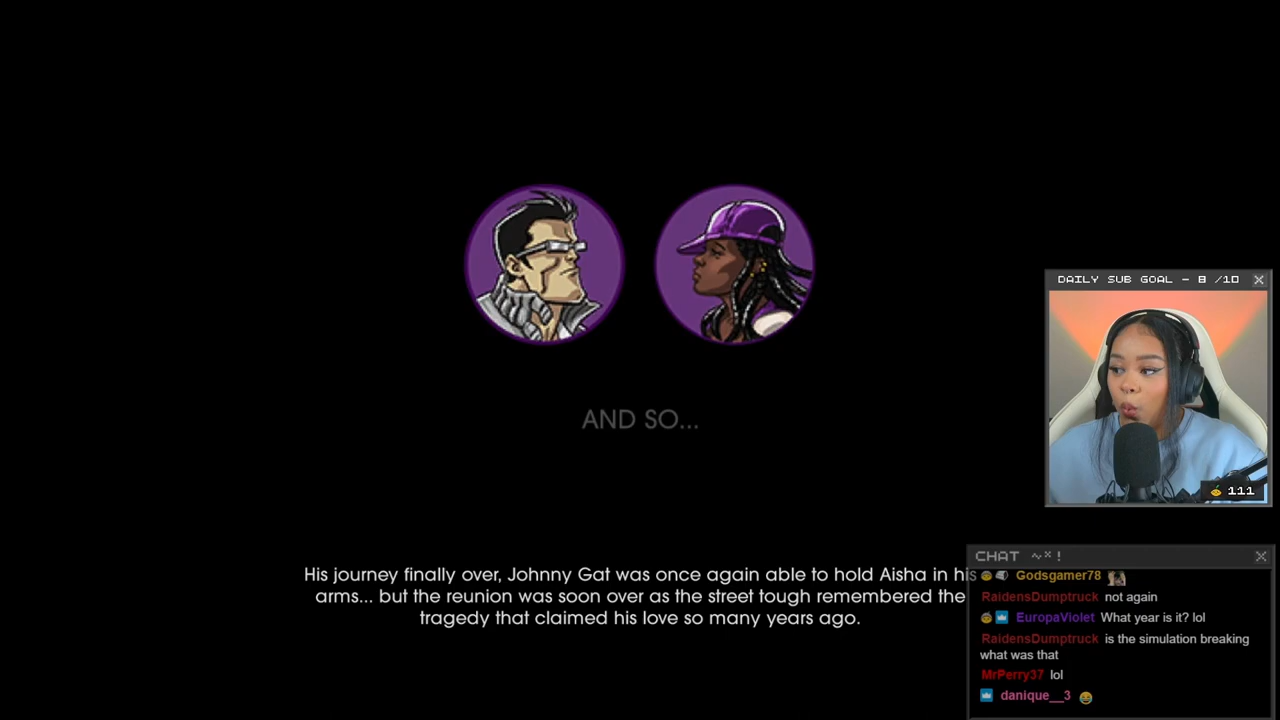 AND SO...
His journey finally over, Johnny Gat was once again able to hold Aisha in his
arms... but the reunion was soon over as the street tough remembered the
tragedy that claimed his love so many years ago.
DAILY SUB GOAL - 8 /10
111
CHAT ~* !
Godsgamer78
RaidensDumptruck not again
EuropaViolet What year is it? lol
RaidensDumptruck is the simulation breaking
what was that
MrPerry37 lol
danique__3